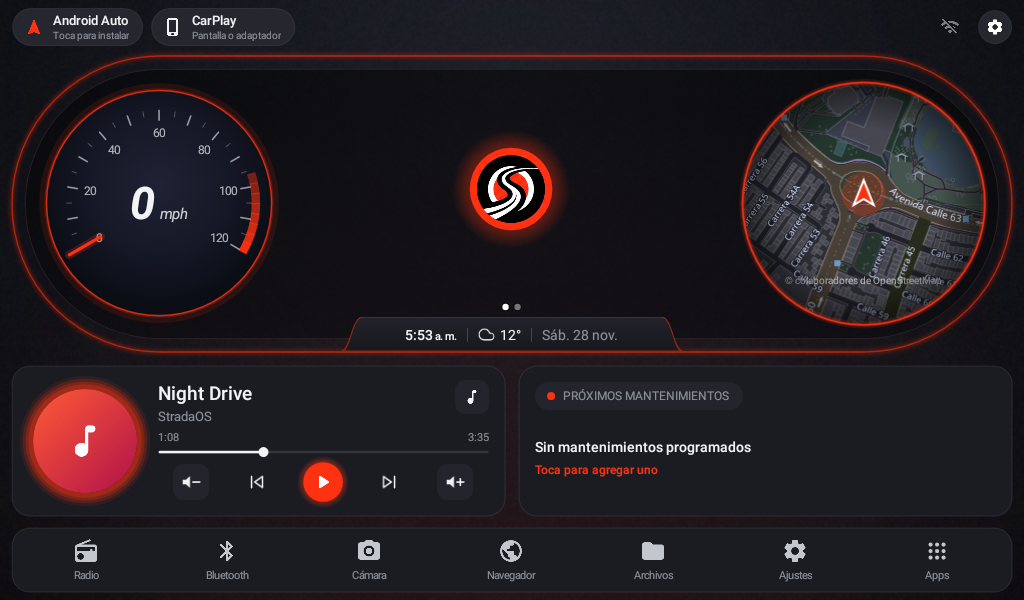 Android Auto
Toca para instalar
CarPlay
Pantalla o adaptador
0
20
40
60
80
100
120
0 mph
Carrera 56
Carrera 55
Carrera 54A
Carrera 54
Carrera 53
Avenida Calle 63
Carrera 46
Carrera 45
Calle 62
Calle 59
© colaboradores de OpenStreetMap
5:53 a. m.
12°
Sáb. 28 nov.
Night Drive
StradaOS
1:08
3:35
PRÓXIMOS MANTENIMIENTOS
Sin mantenimientos programados
Toca para agregar uno
Radio
Bluetooth
Cámara
Navegador
Archivos
Ajustes
Apps